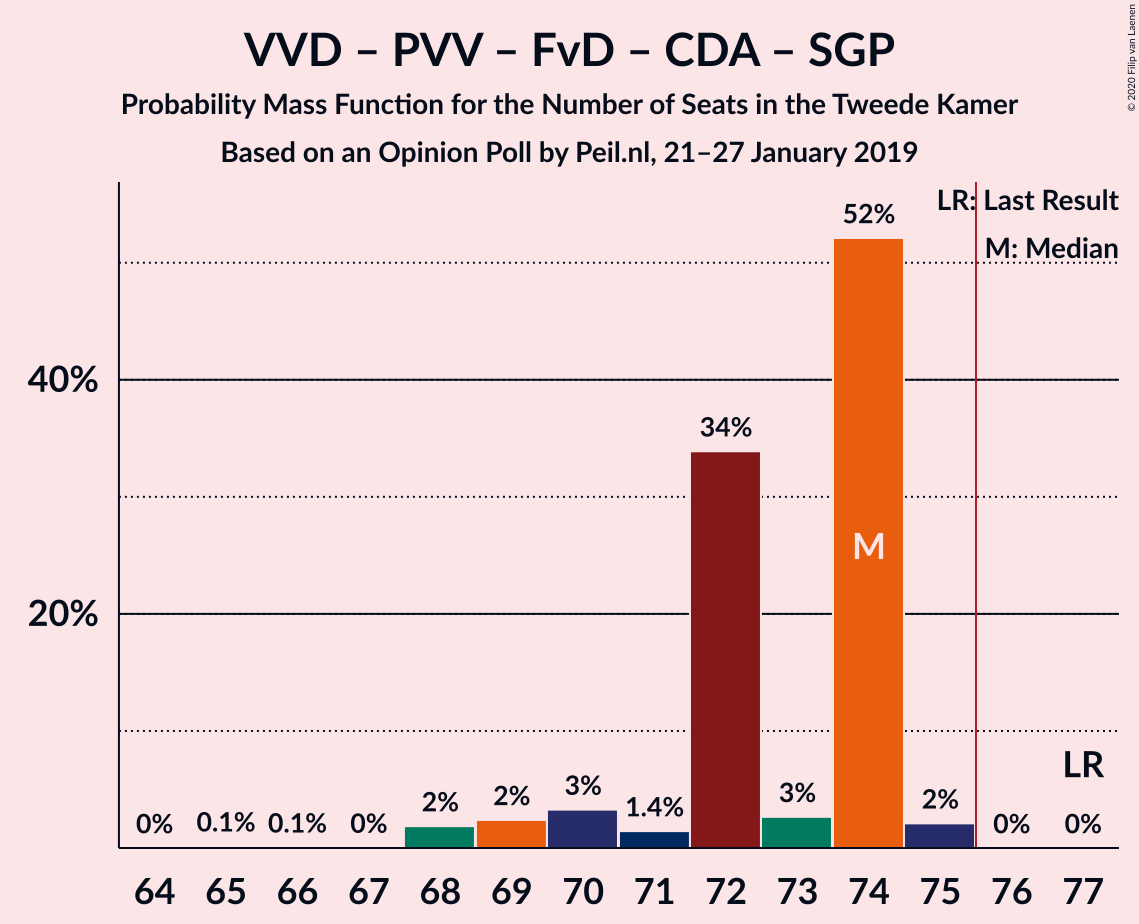 VVD – PVV – FvD – CDA – SGP
Probability Mass Function for the Number of Seats in the Tweede Kamer
Based on an Opinion Poll by Peil.nl, 21–27 January 2019
© 2020 Filip van Laenen
LR: Last Result
M: Median
40%
20%
0%
0.1%
0.1%
0%
2%
2%
3%
1.4%
34%
3%
52%
2%
0%
0%
M
LR
64 65 66 67 68 69 70 71 72 73 74 75 76 77